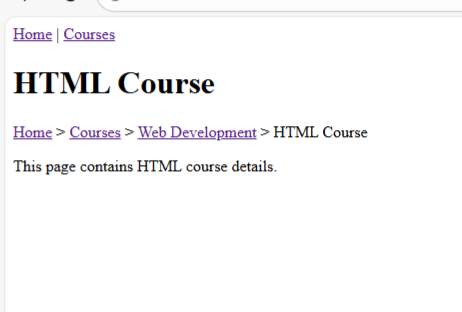 Home | Courses
HTML Course
Home > Courses > Web Development > HTML Course
This page contains HTML course details.